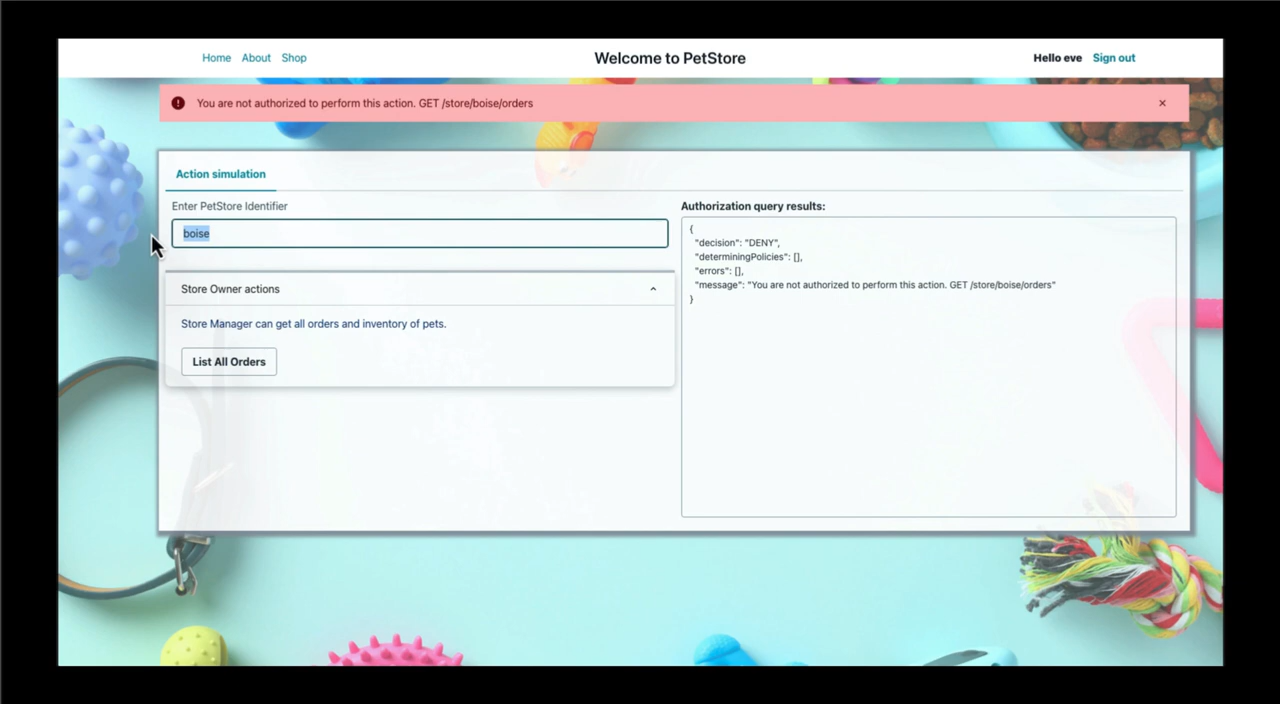 Home About Shop Welcome to PetStore Hello eve Sign out
You are not authorized to perform this action. GET /store/boise/orders
Action simulation
Enter PetStore Identifier
boise
Store Owner actions
Store Manager can get all orders and inventory of pets.
List All Orders
Authorization query results:
{
"decision": "DENY",
"determiningPolicies": [],
"errors": [],
"message": "You are not authorized to perform this action. GET /store/boise/orders"
}